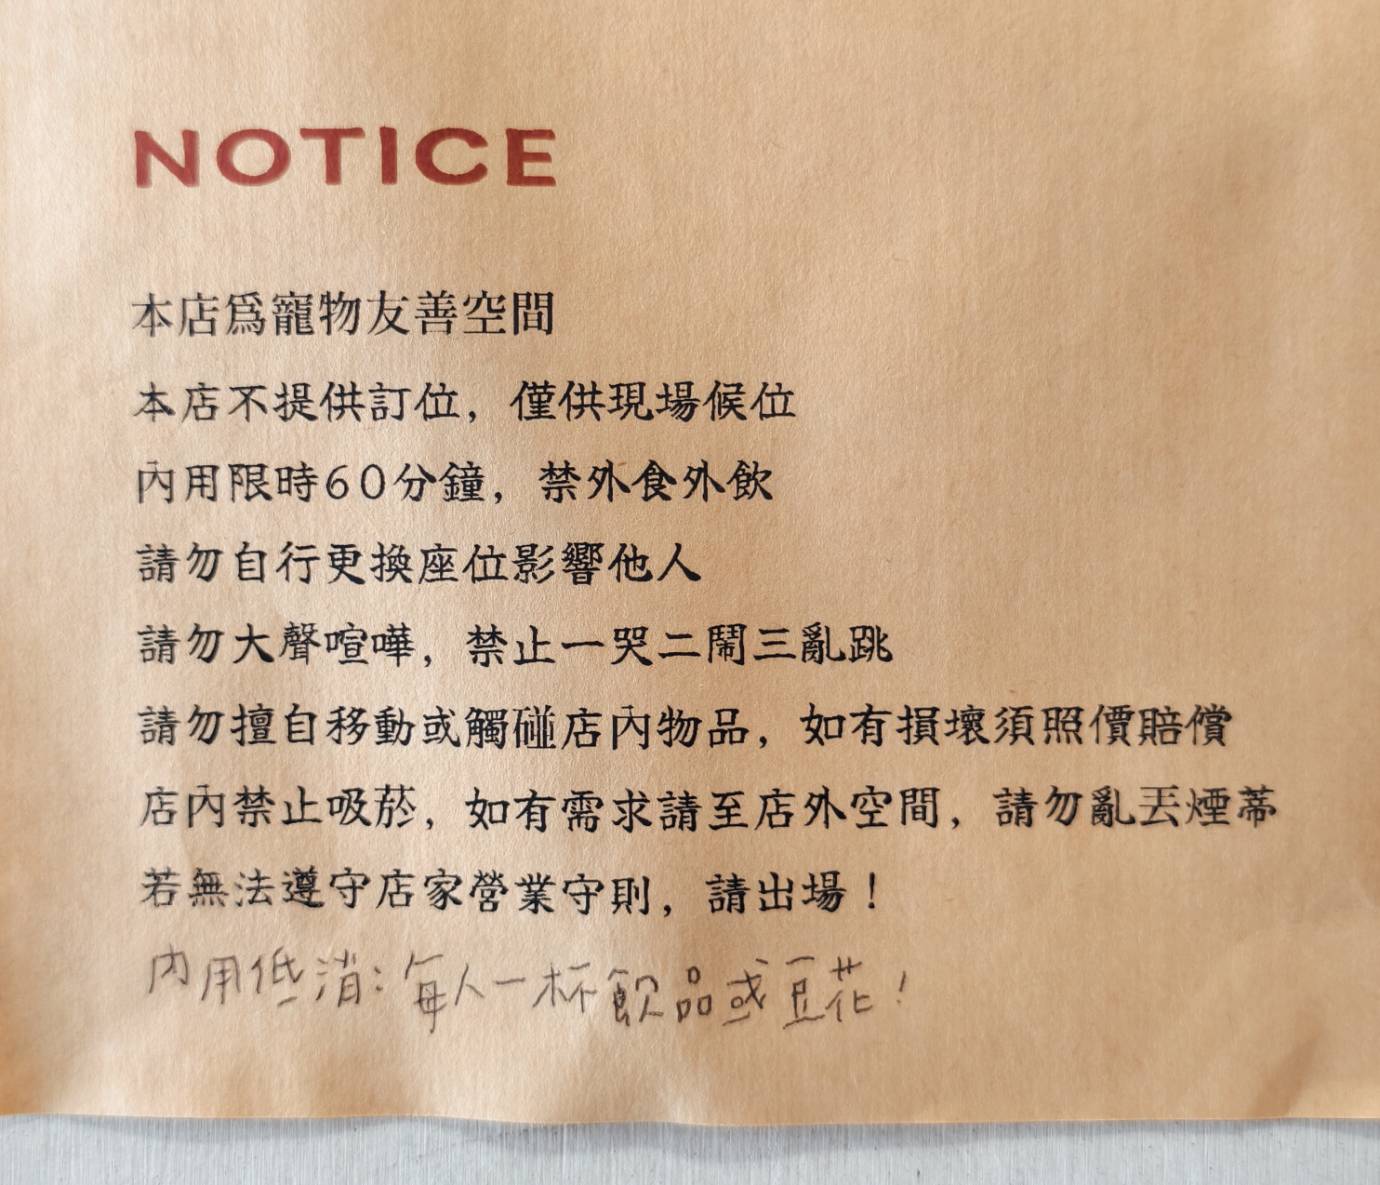 NOTICE
本店爲寵物友善空間
本店不提供訂位，僅供現場候位
內用限時60分鐘，禁外食外飲
請勿自行更換座位影響他人
請勿大聲喧嘩，禁止一哭二鬧三亂跳
請勿擅自移動或觸碰店內物品，如有損壞須照價賠償
店內禁止吸菸，如有需求請至店外空間，請勿亂丟煙蒂
若無法遵守店家營業守則，請出場！
內用低消：每人一杯飲品或豆花！